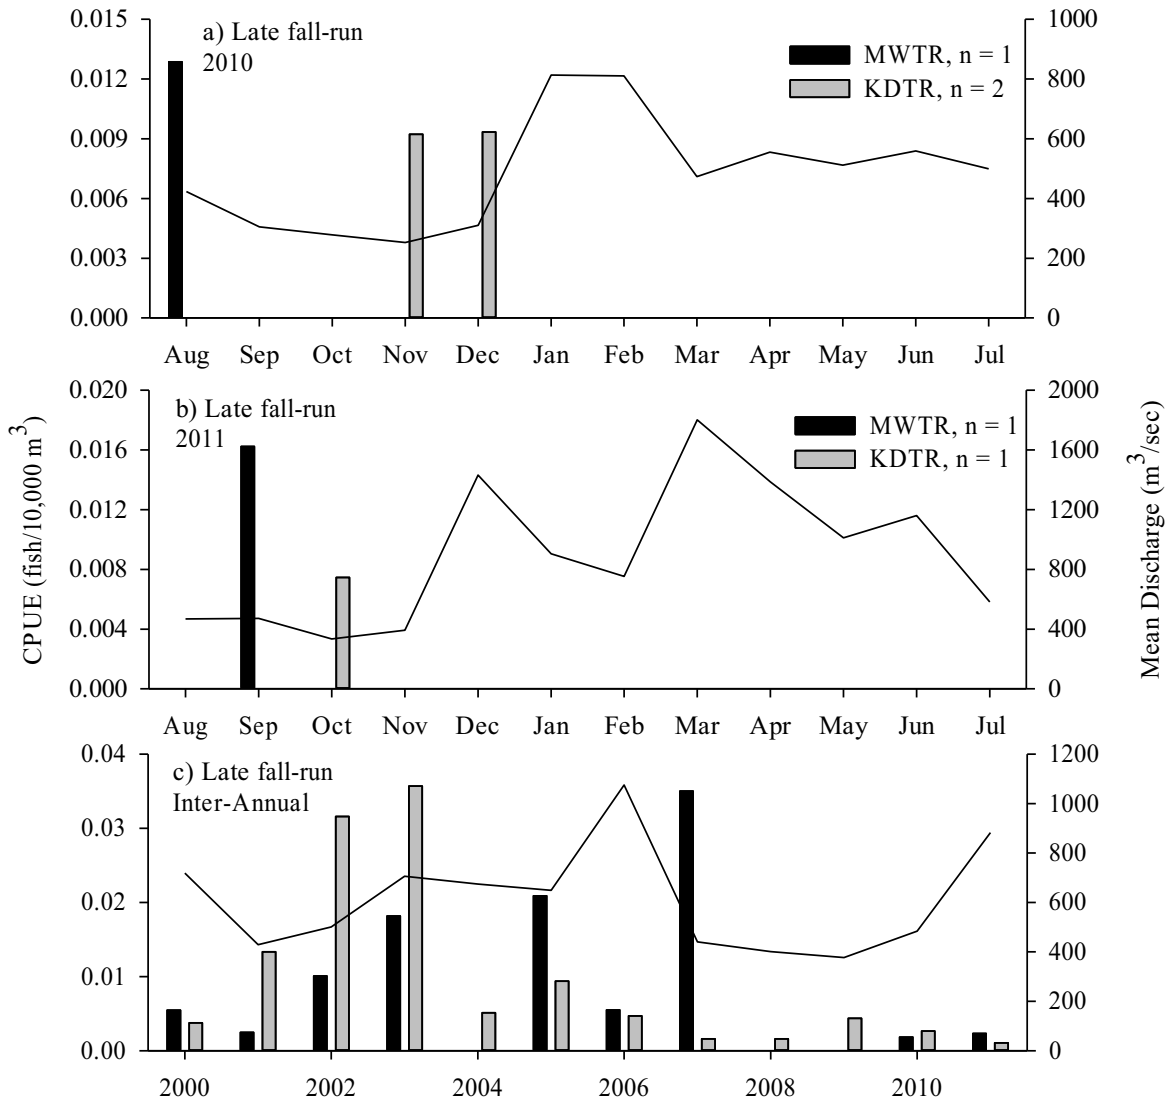 a) Late fall-run
2010
MWTR, n = 1
KDTR, n = 2
0.015
0.012
0.009
0.006
0.003
0.000
1000
800
600
400
200
0
Aug Sep Oct Nov Dec Jan Feb Mar Apr May Jun Jul
b) Late fall-run
2011
MWTR, n = 1
KDTR, n = 1
0.020
0.016
0.012
0.008
0.004
0.000
2000
1600
1200
800
400
0
CPUE (fish/10,000 m³)
Mean Discharge (m³/sec)
Aug Sep Oct Nov Dec Jan Feb Mar Apr May Jun Jul
c) Late fall-run
Inter-Annual
0.04
0.03
0.02
0.01
0.00
1200
1000
800
600
400
200
0
2000 2002 2004 2006 2008 2010